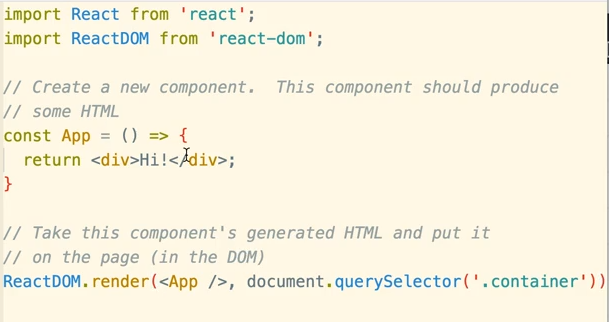 import React from 'react';
import ReactDOM from 'react-dom';
// Create a new component.  This component should produce
// some HTML
const App = () => {
  return <div>Hi!</div>;
}
// Take this component's generated HTML and put it
// on the page (in the DOM)
ReactDOM.render(<App />, document.querySelector('.container'))